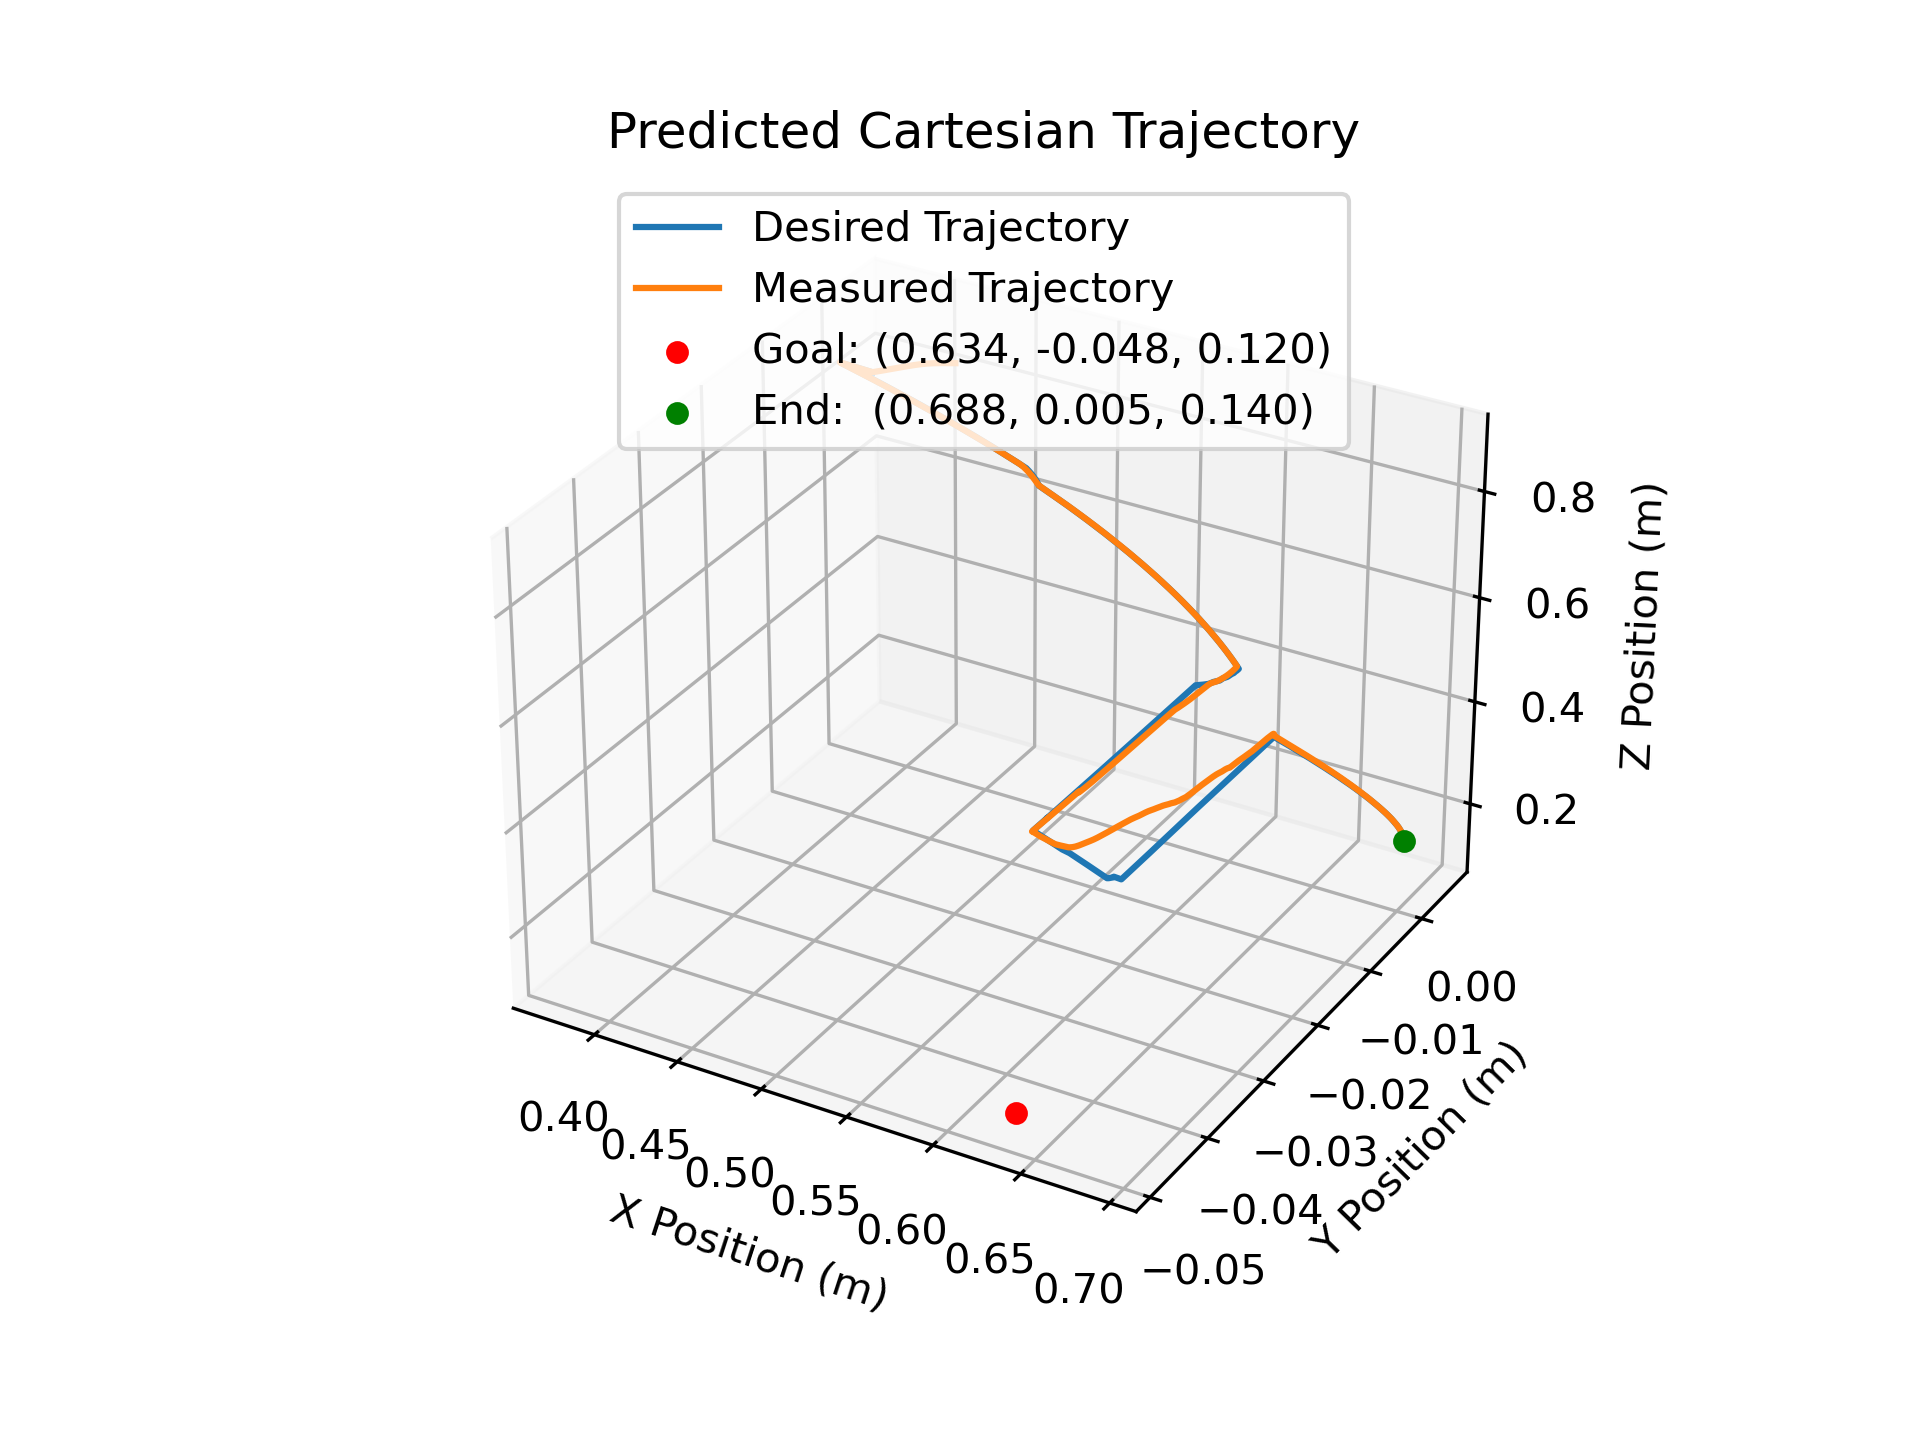 Predicted Cartesian Trajectory
Desired Trajectory
Measured Trajectory
Goal: (0.634, -0.048, 0.120)
End:  (0.688, 0.005, 0.140)
0.8
0.6
0.4
0.2
Z Position (m)
0.00
−0.01
−0.02
−0.03
−0.04
−0.05
Y Position (m)
0.40
0.45
0.50
0.55
0.60
0.65
0.70
X Position (m)